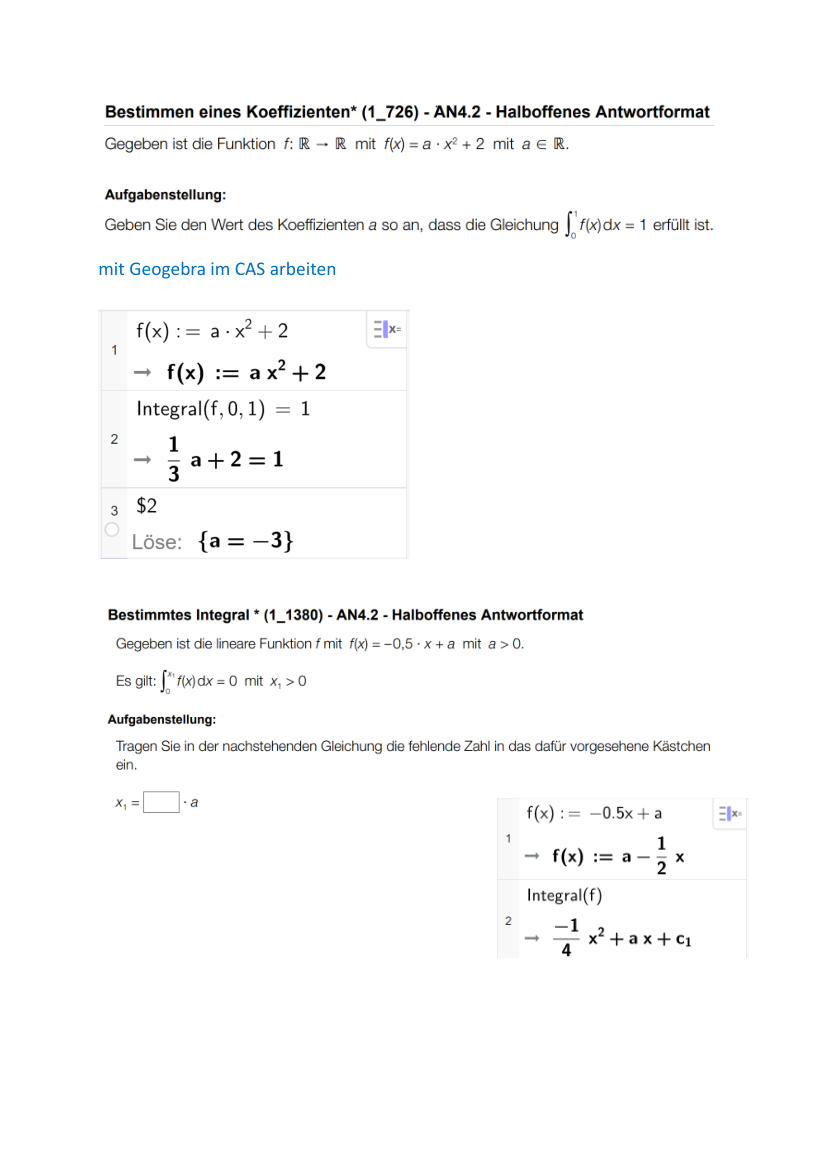 Bestimmen eines Koeffizienten* (1_726) - AN4.2 - Halboffenes Antwortformat
Gegeben ist die Funktion f: ℝ → ℝ mit f(x) = a · x² + 2 mit a ∈ ℝ.
Aufgabenstellung:
Geben Sie den Wert des Koeffizienten a so an, dass die Gleichung ∫₀¹ f(x) dx = 1 erfüllt ist.
mit Geogebra im CAS arbeiten
f(x) := a · x² + 2
x=
1
→ f(x) := a x² + 2
Integral(f, 0, 1) = 1
2
→ 1/3 a + 2 = 1
3 $2
Löse: {a = −3}
Bestimmtes Integral * (1_1380) - AN4.2 - Halboffenes Antwortformat
Gegeben ist die lineare Funktion f mit f(x) = −0,5 · x + a mit a > 0.
Es gilt: ∫₀^x₁ f(x) dx = 0 mit x₁ > 0
Aufgabenstellung:
Tragen Sie in der nachstehenden Gleichung die fehlende Zahl in das dafür vorgesehene Kästchen
ein.
x₁ = · a
f(x) := −0.5x + a
x=
1
→ f(x) := a − 1/2 x
Integral(f)
2
→ −1/4 x² + a x + c₁